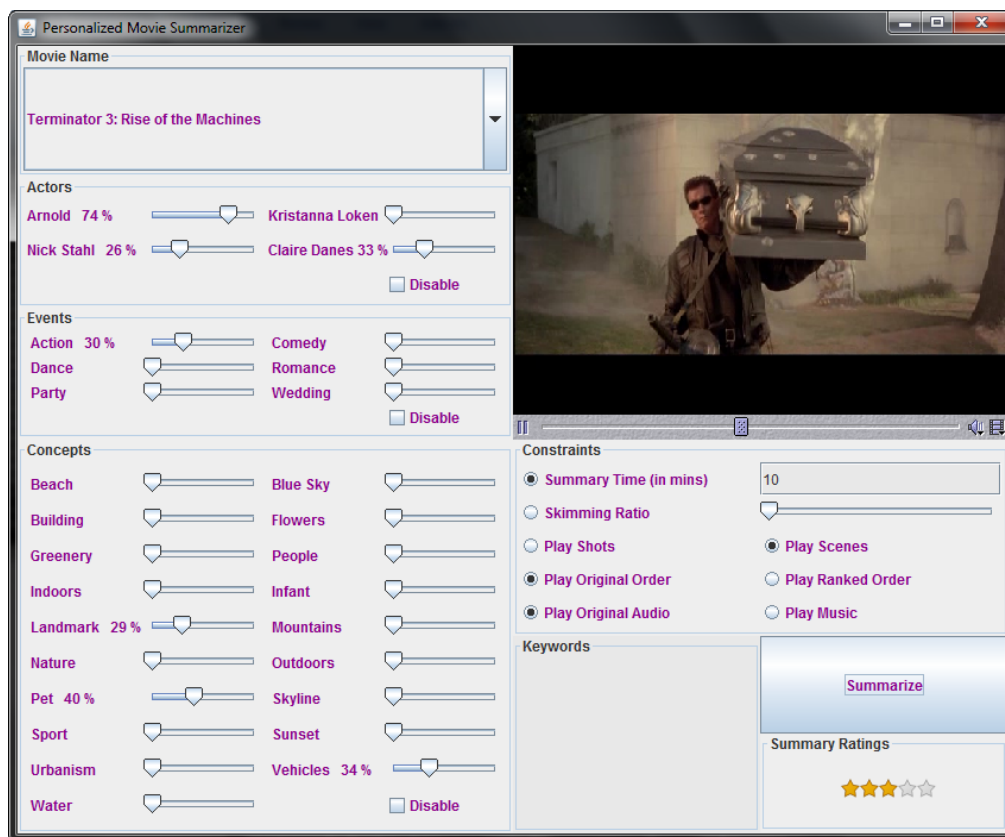 Personalized Movie Summarizer
Movie Name
Terminator 3: Rise of the Machines
Actors
Arnold 74 % Kristanna Loken
Nick Stahl 26 % Claire Danes 33 %
Disable
Events
Action 30 % Comedy
Dance Romance
Party Wedding
Disable
Concepts
Beach Blue Sky
Building Flowers
Greenery People
Indoors Infant
Landmark 29 % Mountains
Nature Outdoors
Pet 40 % Skyline
Sport Sunset
Urbanism Vehicles 34 %
Water Disable
Constraints
Summary Time (in mins) 10
Skimming Ratio
Play Shots Play Scenes
Play Original Order Play Ranked Order
Play Original Audio Play Music
Keywords
Summarize
Summary Ratings